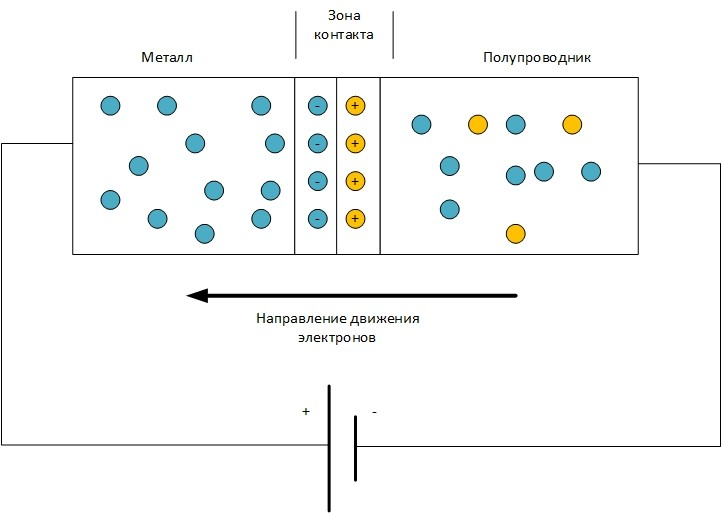 Зона
контакта
Металл
Полупроводник
- +
- +
- +
- +
Направление движения
электронов
+ -